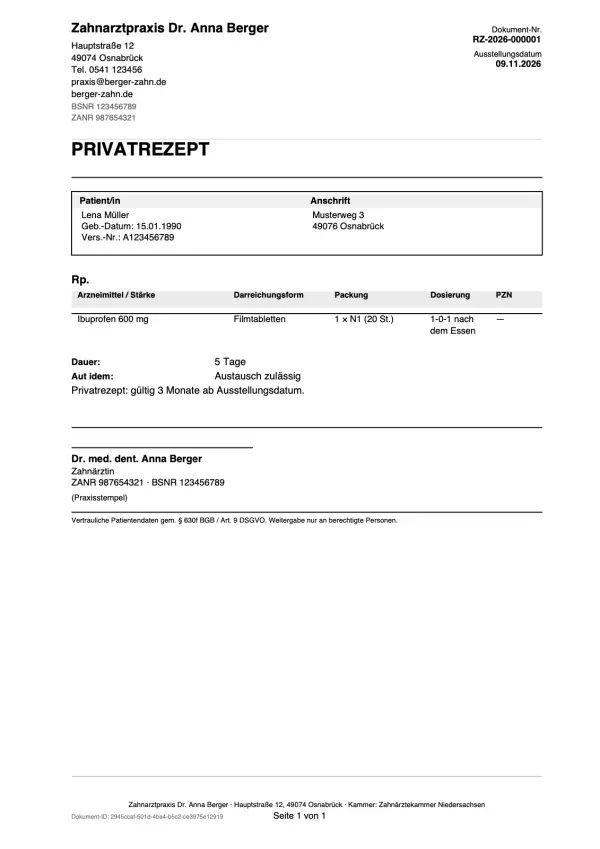 Zahnarztpraxis Dr. Anna Berger
Hauptstraße 12
49074 Osnabrück
Tel. 0541 123456
praxis@berger-zahn.de
berger-zahn.de
BSNR 123456789
ZANR 987654321
Dokument-Nr.
RZ-2026-000001
Ausstellungsdatum
09.11.2026
PRIVATREZEPT
Patient/in Anschrift
Lena Müller Musterweg 3
Geb.-Datum: 15.01.1990 49076 Osnabrück
Vers.-Nr.: A123456789
Rp.
Arzneimittel / Stärke Darreichungsform Packung Dosierung PZN
Ibuprofen 600 mg Filmtabletten 1 × N1 (20 St.) 1-0-1 nach —
dem Essen
Dauer: 5 Tage
Aut idem: Austausch zulässig
Privatrezept: gültig 3 Monate ab Ausstellungsdatum.
Dr. med. dent. Anna Berger
Zahnärztin
ZANR 987654321 · BSNR 123456789
(Praxisstempel)
Vertrauliche Patientendaten gem. § 630f BGB / Art. 9 DSGVO. Weitergabe nur an berechtigte Personen.
Zahnarztpraxis Dr. Anna Berger · Hauptstraße 12, 49074 Osnabrück · Kammer: Zahnärztekammer Niedersachsen
Dokument-ID: 2945ccaf-501d-4ba4-b5c2-ce3975e12919 Seite 1 von 1